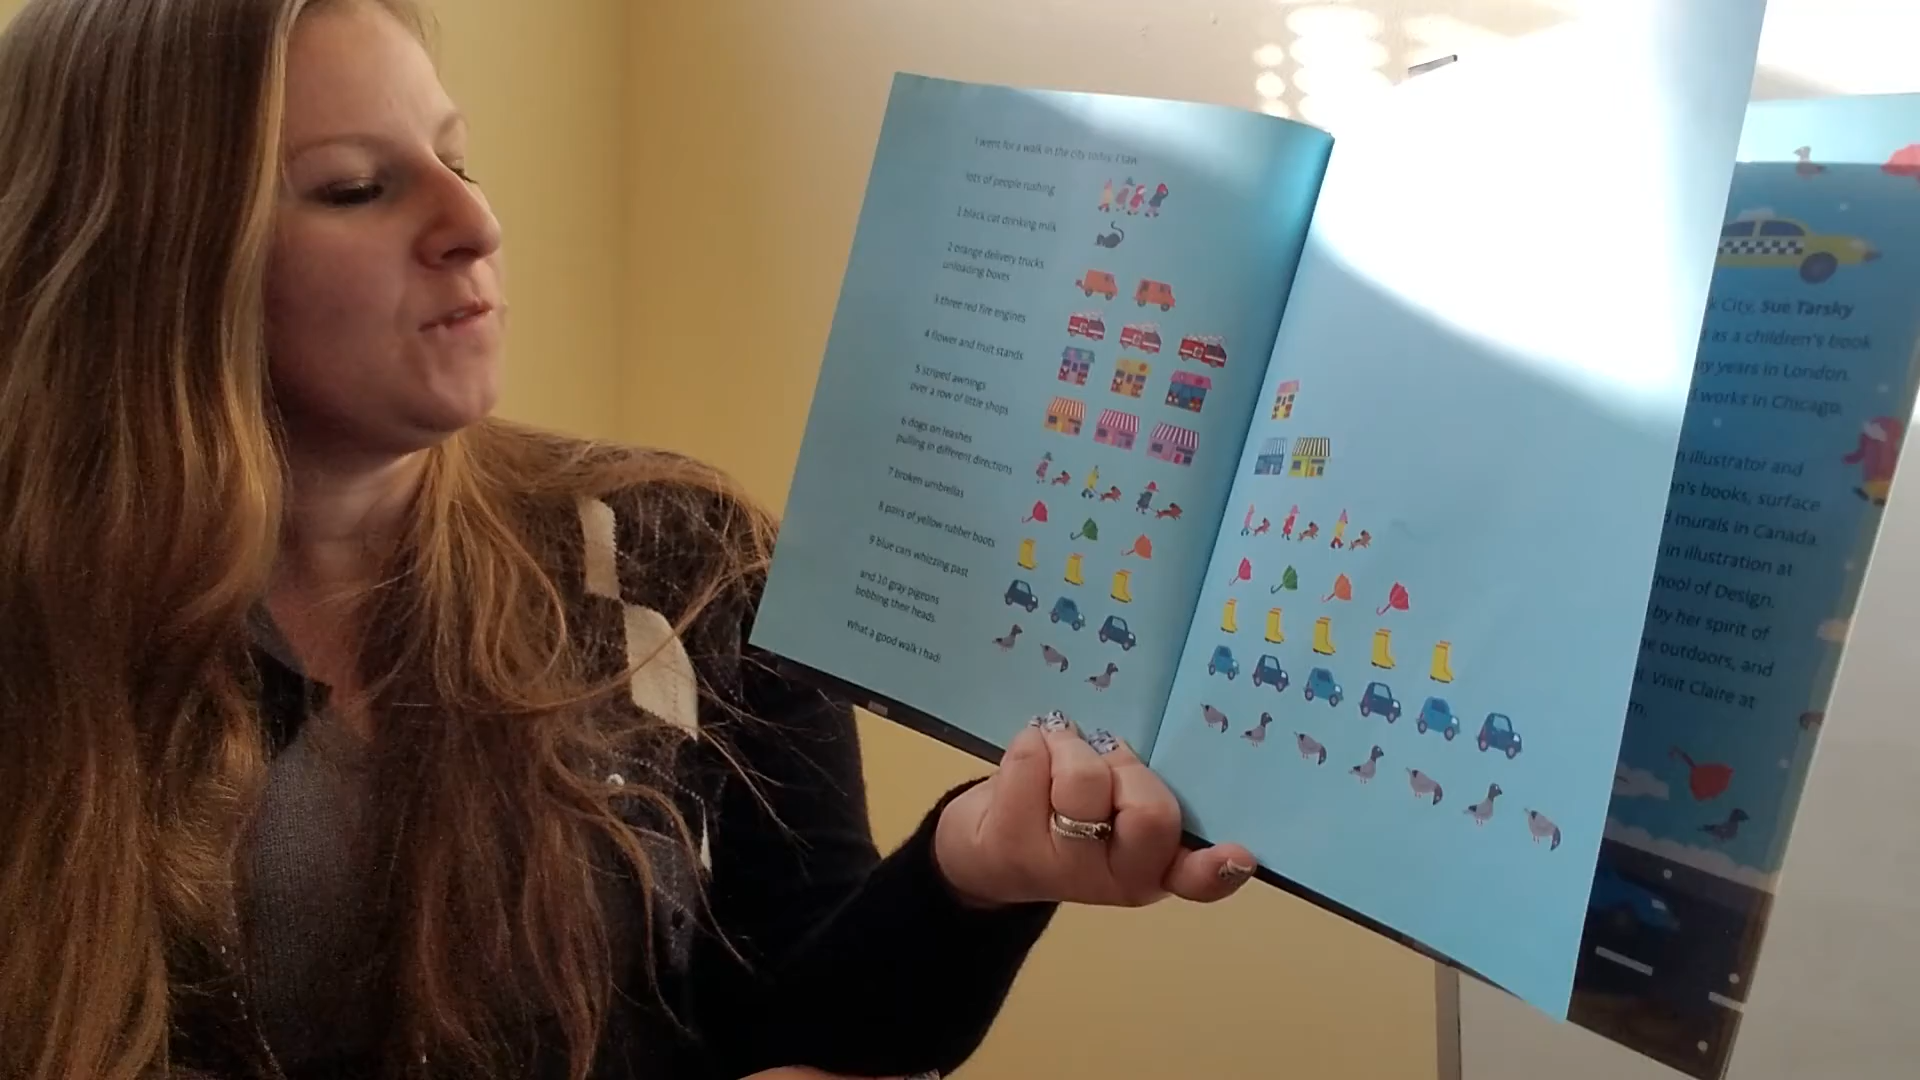 I went for a walk in the city today. I saw
lots of people rushing
1 black cat drinking milk
2 orange delivery trucks
unloading boxes
3 three red fire engines
4 flower and fruit stands
5 striped awnings
over a row of little shops
6 dogs on leashes
pulling in different directions
7 broken umbrellas
8 pairs of yellow rubber boots
9 blue cars whizzing past
and 10 gray pigeons
bobbing their heads.
What a good walk I had!
City, Sue Tarsky
as a children's book
years in London.
works in Chicago.
illustrator and
books, surface
murals in Canada
in illustration at
of Design.
by her spirit of
outdoors, and
Visit Claire at